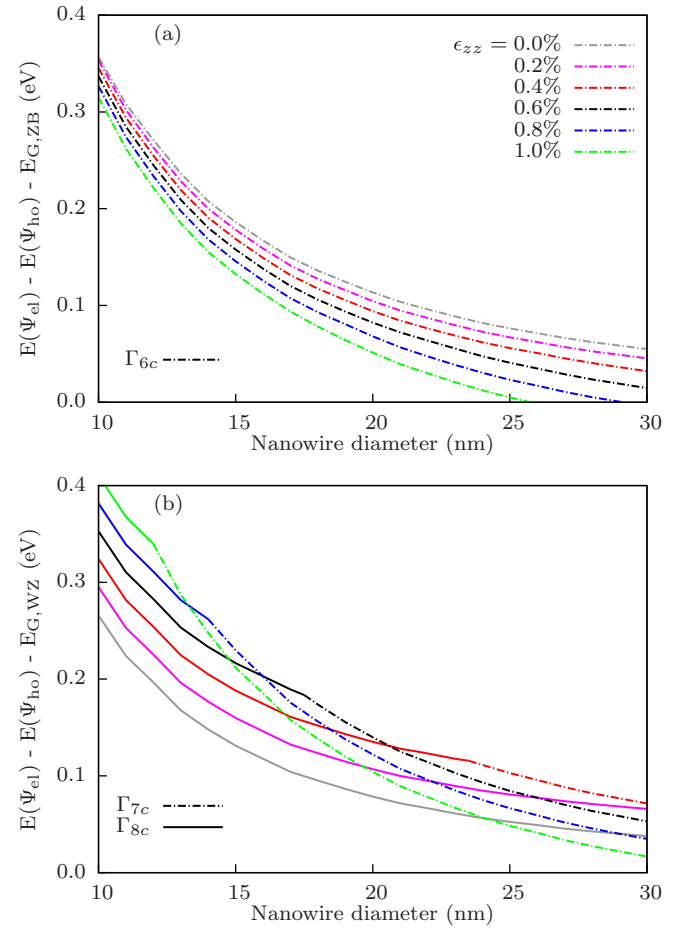 (a)
ϵzz = 0.0%
0.2%
0.4%
0.6%
0.8%
1.0%
Γ6c
E(Ψel) - E(Ψho) - EG,ZB (eV)
0.4
0.3
0.2
0.1
0.0
10 15 20 25 30
Nanowire diameter (nm)
(b)
Γ7c
Γ8c
E(Ψel) - E(Ψho) - EG,WZ (eV)
0.4
0.3
0.2
0.1
0.0
10 15 20 25 30
Nanowire diameter (nm)